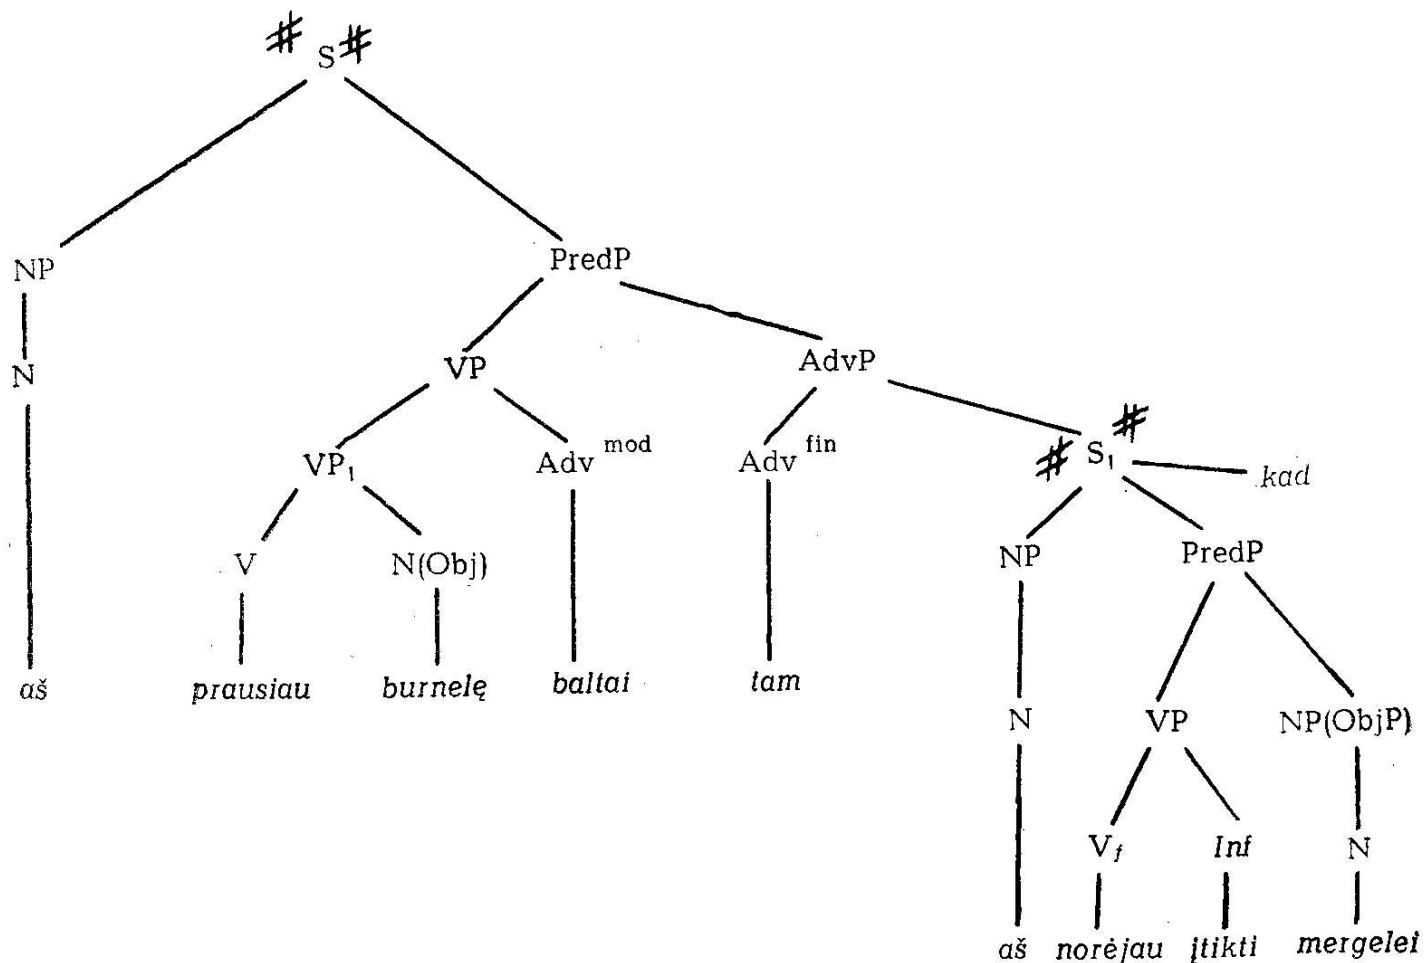 # S #
NP PredP
N VP AdvP
VP₁ Adv mod Adv fin # S₁ # kad
V N(Obj) NP PredP
aš prausiau burnelę baltai tam
N VP NP(ObjP)
Vf Inf N
aš norėjau įtikti mergelei